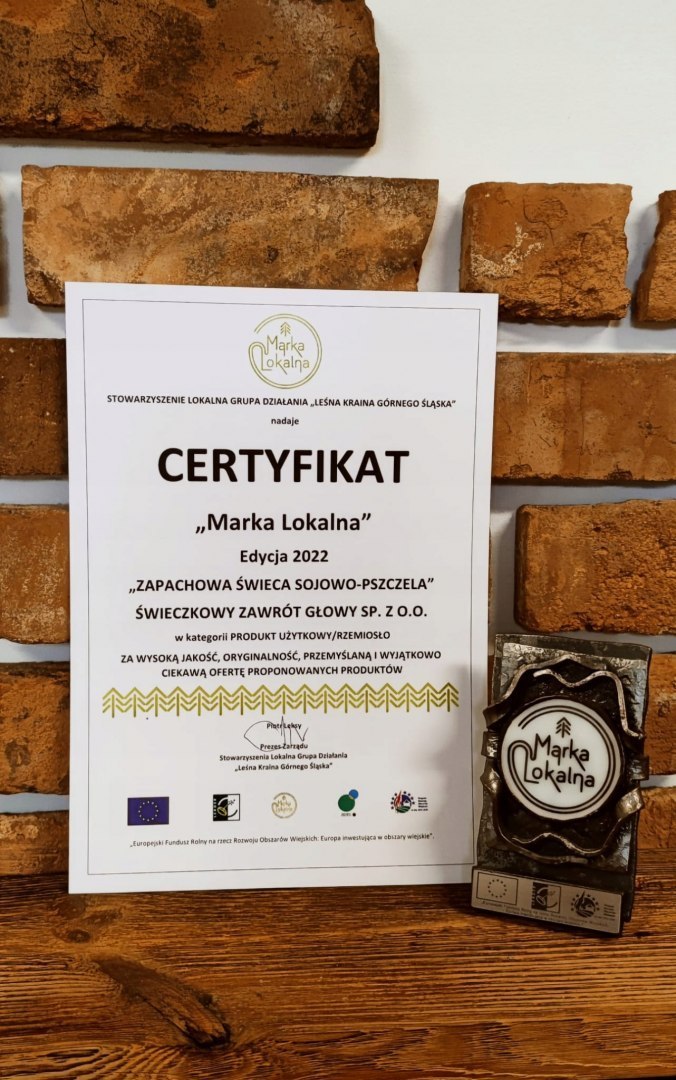 Marka
Lokalna
STOWARZYSZENIE LOKALNA GRUPA DZIAŁANIA „LEŚNA KRAINA GÓRNEGO ŚLĄSKA”
nadaje
CERTYFIKAT
„Marka Lokalna”
Edycja 2022
„ZAPACHOWA ŚWIECA SOJOWO-PSZCZELA”
ŚWIECZKOWY ZAWRÓT GŁOWY SP. Z O.O.
w kategorii PRODUKT UŻYTKOWY/RZEMIOSŁO
ZA WYSOKĄ JAKOŚĆ, ORYGINALNOŚĆ, PRZEMYŚLANĄ I WYJĄTKOWO
CIEKAWĄ OFERTĘ PROPONOWANYCH PRODUKTÓW
Piotr Leksy
Prezes Zarządu
Stowarzyszenia Lokalna Grupa Działania
„Leśna Kraina Górnego Śląska”
„Europejski Fundusz Rolny na rzecz Rozwoju Obszarów Wiejskich: Europa inwestująca w obszary wiejskie”.
Marka
Lokalna